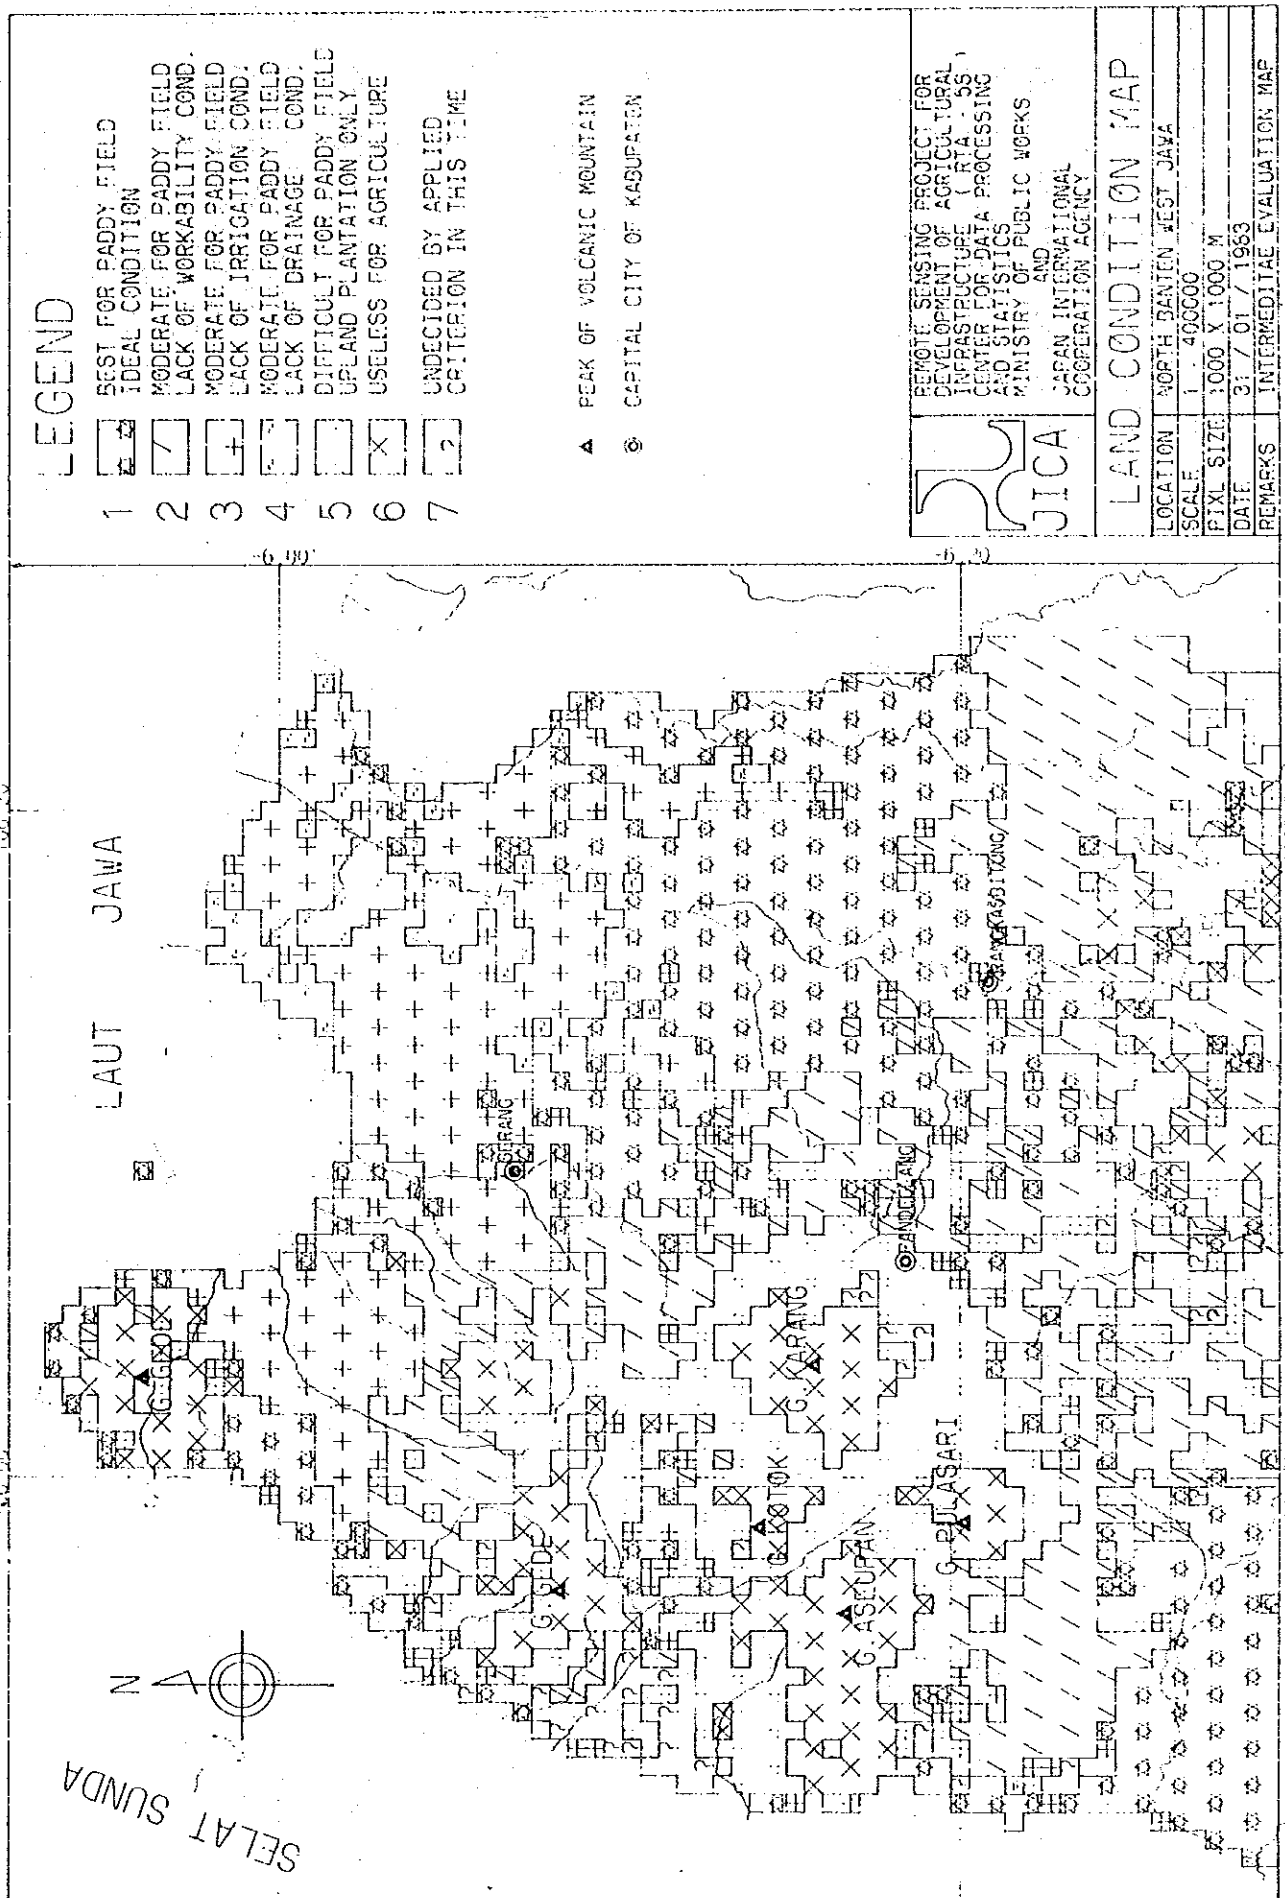 LEGEND
1 BEST FOR PADDY FIELD
IDEAL CONDITION
2 MODERATE FOR PADDY FIELD
LACK OF WORKABILITY COND.
3 MODERATE FOR PADDY FIELD
LACK OF IRRIGATION COND.
4 MODERATE FOR PADDY FIELD
LACK OF DRAINAGE COND.
5 DIFFICULT FOR PADDY FIELD
UPLAND PLANTATION ONLY
6 USELESS FOR AGRICULTURE
7 UNDECIDED BY APPLIED
CRITERION IN THIS TIME
PEAK OF VOLCANIC MOUNTAIN
CAPITAL CITY OF KABUPATEN
JICA
REMOTE SENSING PROJECT FOR
DEVELOPMENT OF AGRICULTURAL
INFRASTRUCTURE ( RTA - 55 )
CENTER FOR DATA PROCESSING
AND STATISTICS
MINISTRY OF PUBLIC WORKS
AND
JAPAN INTERNATIONAL
COOPERATION AGENCY
LAND CONDITION MAP
LOCATION NORTH BANTEN WEST JAVA
SCALE 1 : 400000
PIXL SIZE 1000 X 1000 M
DATE 31 / 01 / 1983
REMARKS INTERMEDITAE EVALUATION MAP
-6.00'
-6.20
LAUT JAWA
SELAT SUNDA
N
SERANG
G.GEDE
G.KARANG
G.KOTOK
G.ASEUPAN
G.PULASARI